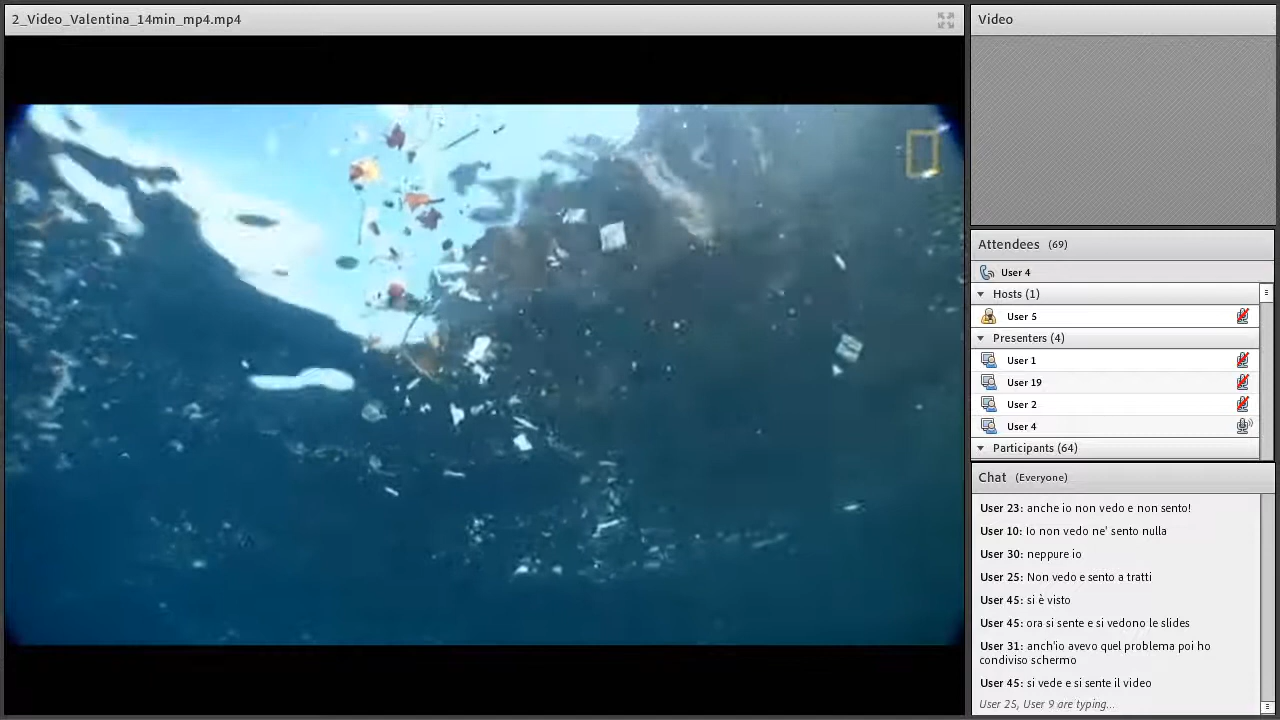 2_Video_Valentina_14min_mp4.mp4
Video
Attendees (69)
User 4
Hosts (1)
User 5
Presenters (4)
User 1
User 19
User 2
User 4
Participants (64)
Chat (Everyone)
User 23: anche io non vedo e non sento!
User 10: Io non vedo ne' sento nulla
User 30: neppure io
User 25: Non vedo e sento a tratti
User 45: si è visto
User 45: ora si sente e si vedono le slides
User 31: anch'io avevo quel problema poi ho
condiviso schermo
User 45: si vede e si sente il video
User 25, User 9 are typing...